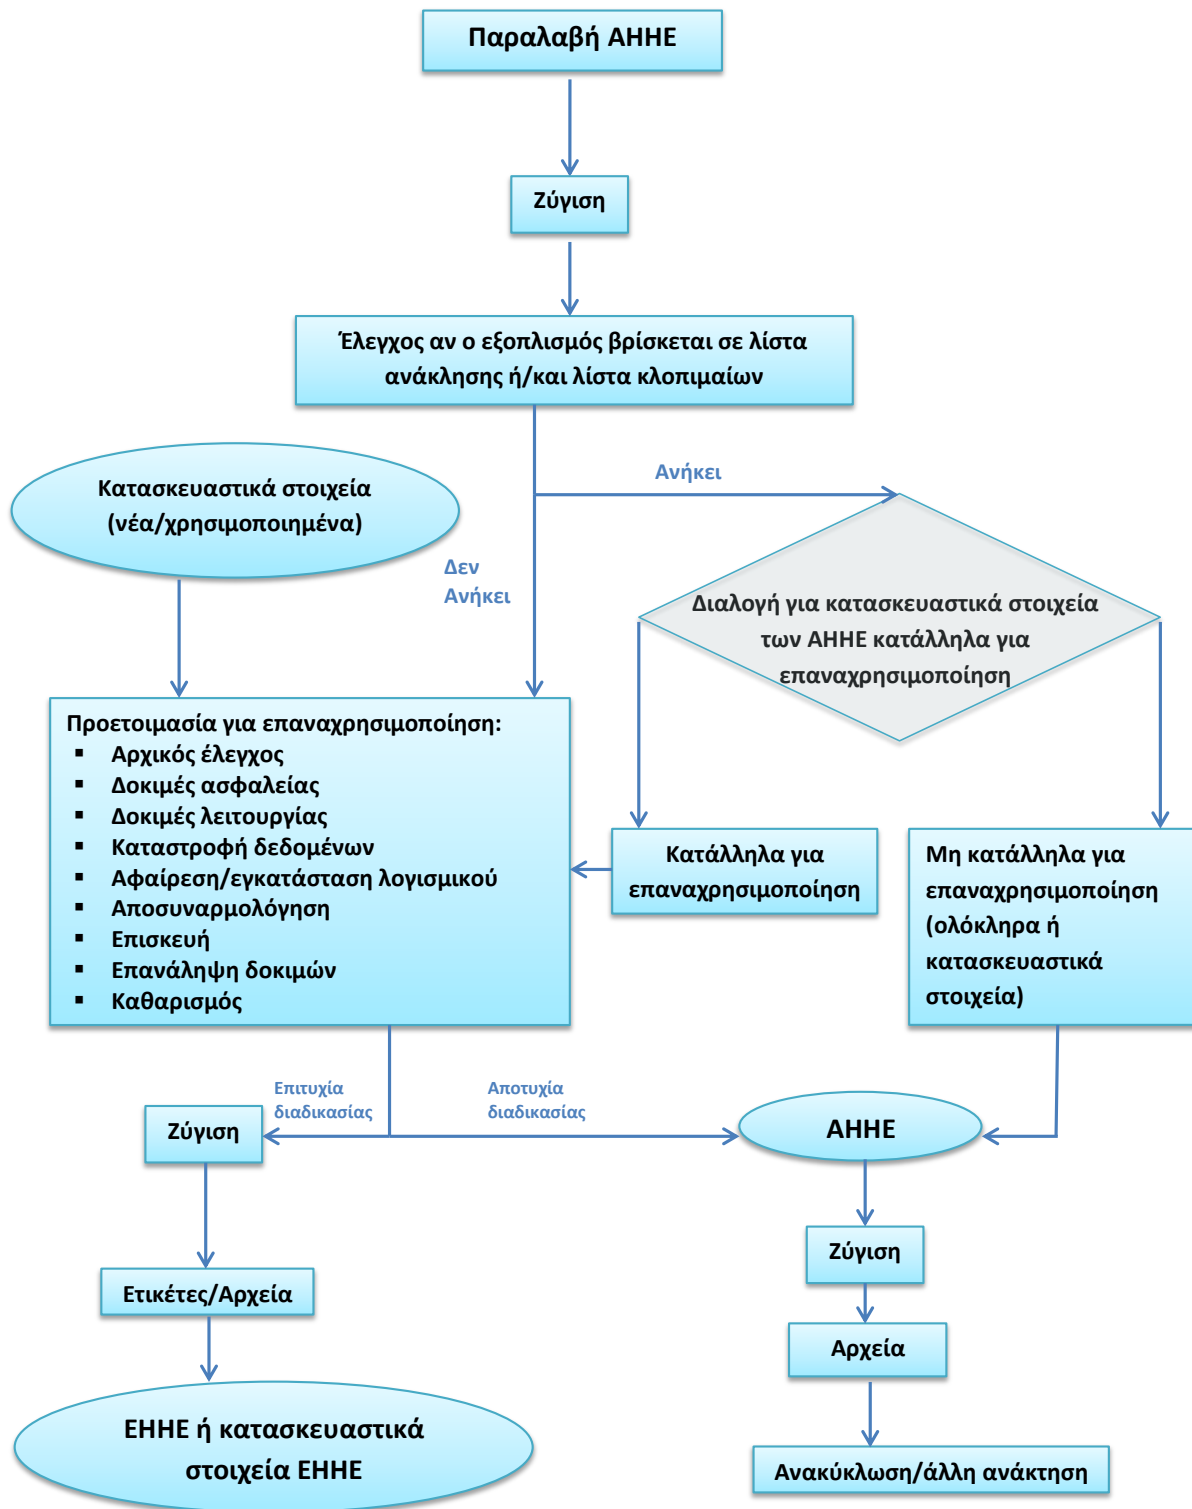 Παραλαβή ΑΗΗΕ
Ζύγιση
Έλεγχος αν ο εξοπλισμός βρίσκεται σε λίστα
ανάκλησης ή/και λίστα κλοπιμαίων
Ανήκει
Κατασκευαστικά στοιχεία
(νέα/χρησιμοποιημένα)
Δεν
Ανήκει
Διαλογή για κατασκευαστικά στοιχεία
των ΑΗΗΕ κατάλληλα για
επαναχρησιμοποίηση
Προετοιμασία για επαναχρησιμοποίηση:
▪ Αρχικός έλεγχος
▪ Δοκιμές ασφαλείας
▪ Δοκιμές λειτουργίας
▪ Καταστροφή δεδομένων
▪ Αφαίρεση/εγκατάσταση λογισμικού
▪ Αποσυναρμολόγηση
▪ Επισκευή
▪ Επανάληψη δοκιμών
▪ Καθαρισμός
Κατάλληλα για
επαναχρησιμοποίηση
Μη κατάλληλα για
επαναχρησιμοποίηση
(ολόκληρα ή
κατασκευαστικά
στοιχεία)
Επιτυχία
διαδικασίας
Αποτυχία
διαδικασίας
Ζύγιση
ΑΗΗΕ
Ζύγιση
Ετικέτες/Αρχεία
Αρχεία
ΕΗΗΕ ή κατασκευαστικά
στοιχεία ΕΗΗΕ
Ανακύκλωση/άλλη ανάκτηση